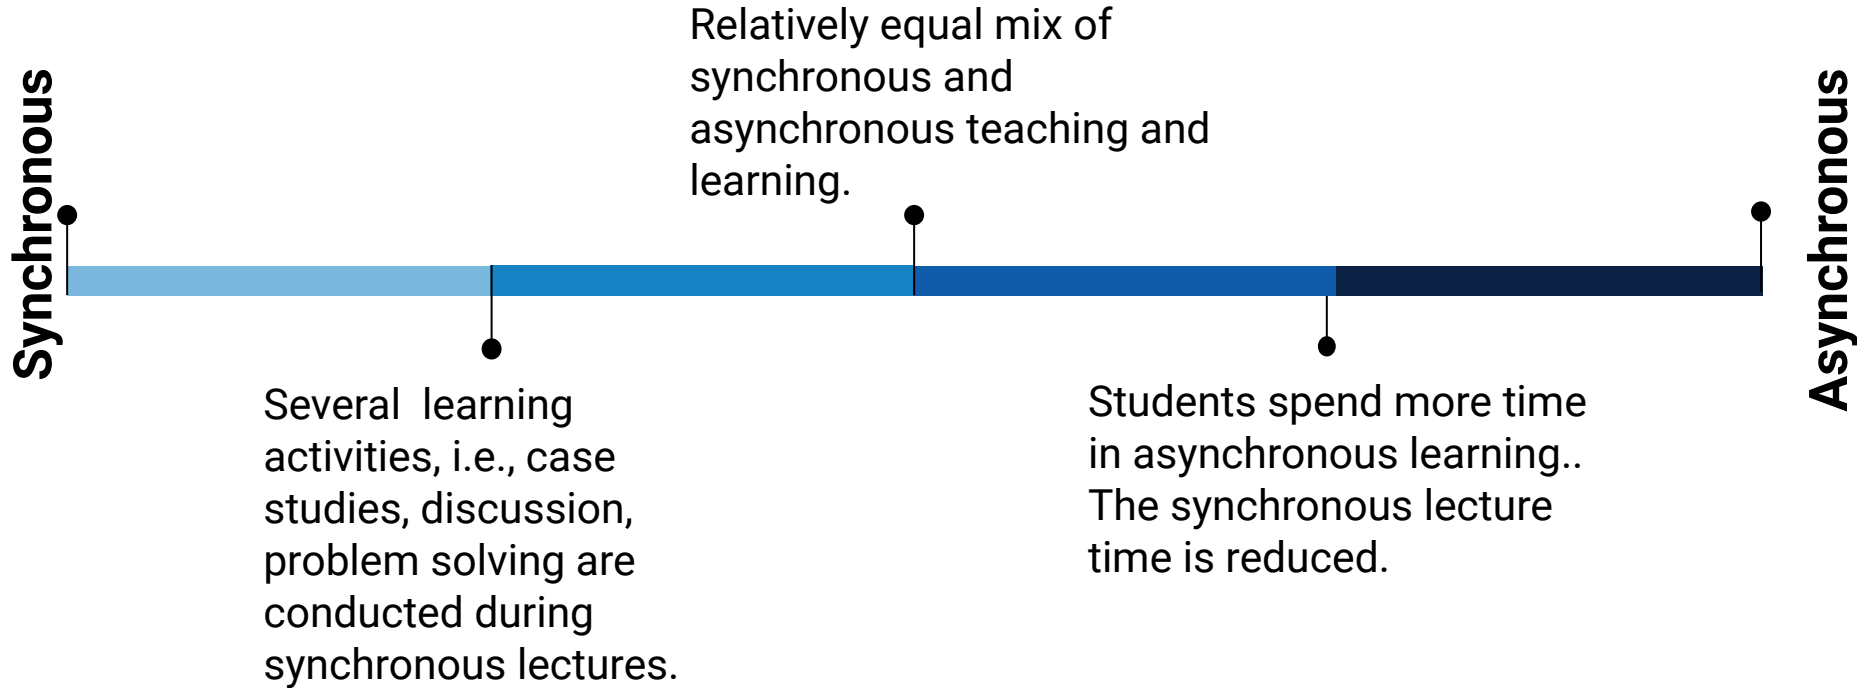 Synchronous
Relatively equal mix of
synchronous and
asynchronous teaching and
learning.
Asynchronous
Several  learning
activities, i.e., case
studies, discussion,
problem solving are
conducted during
synchronous lectures.
Students spend more time
in asynchronous learning..
The synchronous lecture
time is reduced.